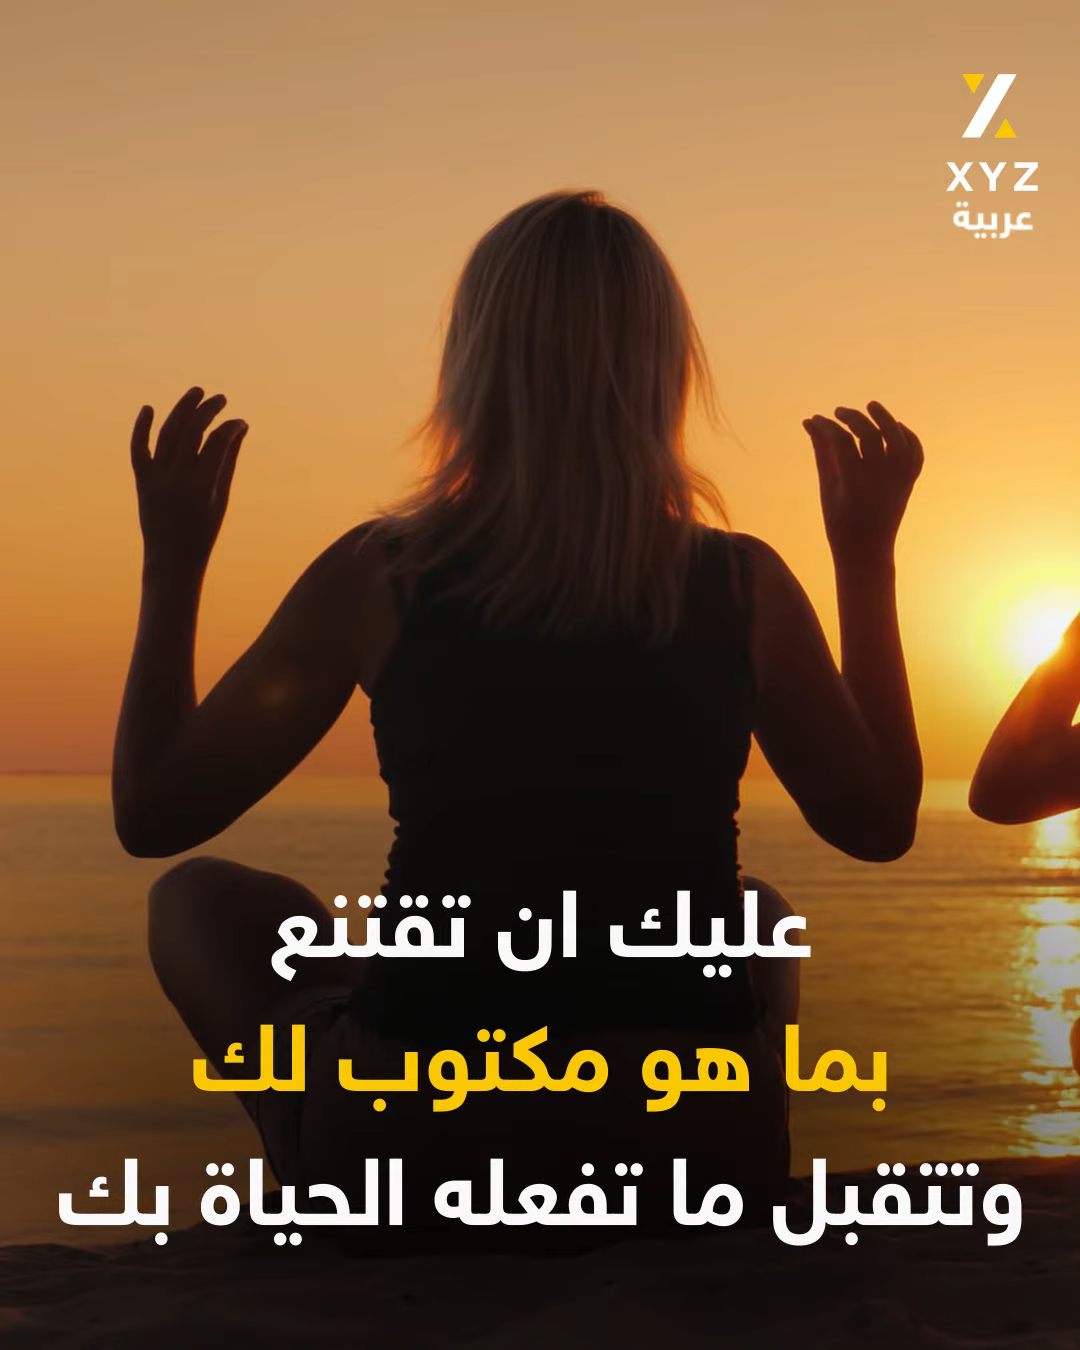 XYZ
عربية
عليك ان تقتنع
بما هو مكتوب لك
وتتقبل ما تفعله الحياة بك